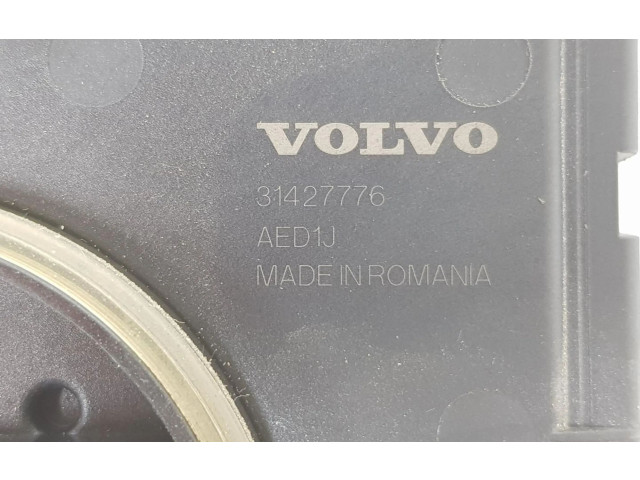 VOLVO
31427776
AED1J
MADE IN ROMANIA